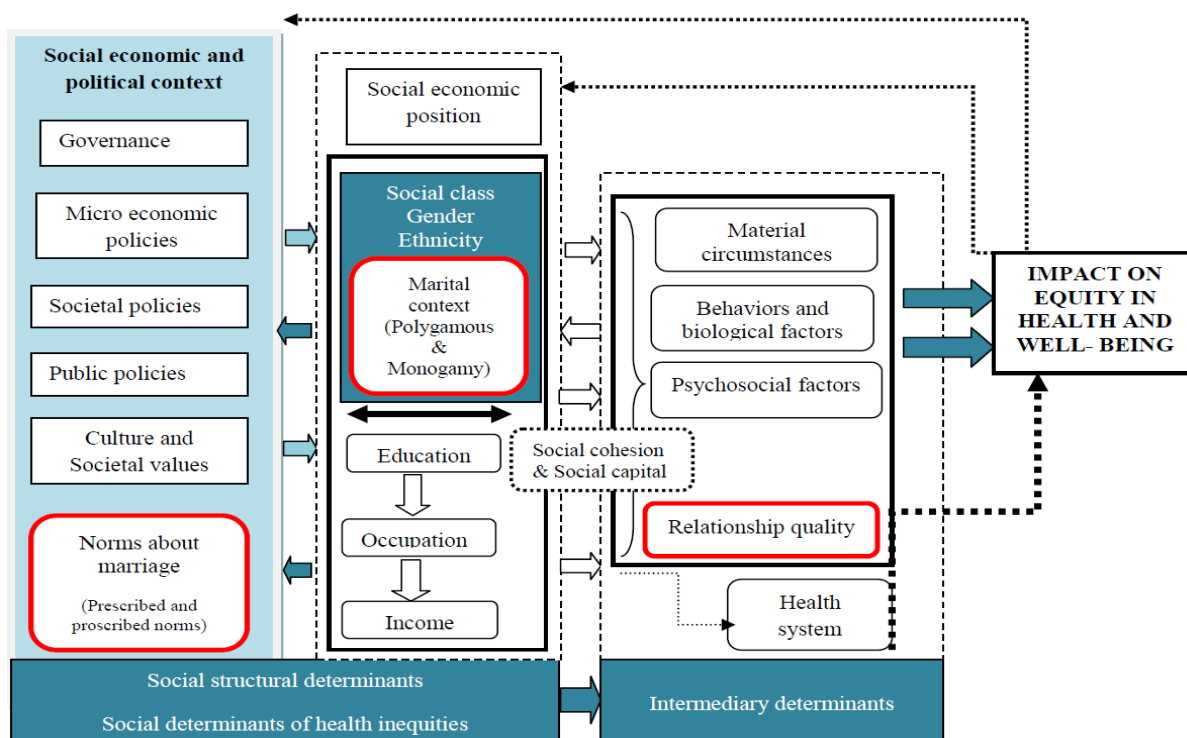 Social economic and
political context
Governance
Micro economic
policies
Societal policies
Public policies
Culture and
Societal values
Norms about
marriage
(Prescribed and
proscribed norms)
Social economic
position
Social class
Gender
Ethnicity
Marital
context
(Polygamous
&
Monogamy)
Education
Occupation
Income
Social cohesion
& Social capital
Material
circumstances
Behaviors and
biological factors
Psychosocial factors
Relationship quality
Health
system
IMPACT ON
EQUITY IN
HEALTH AND
WELL- BEING
Social structural determinants
Social determinants of health inequities
Intermediary determinants